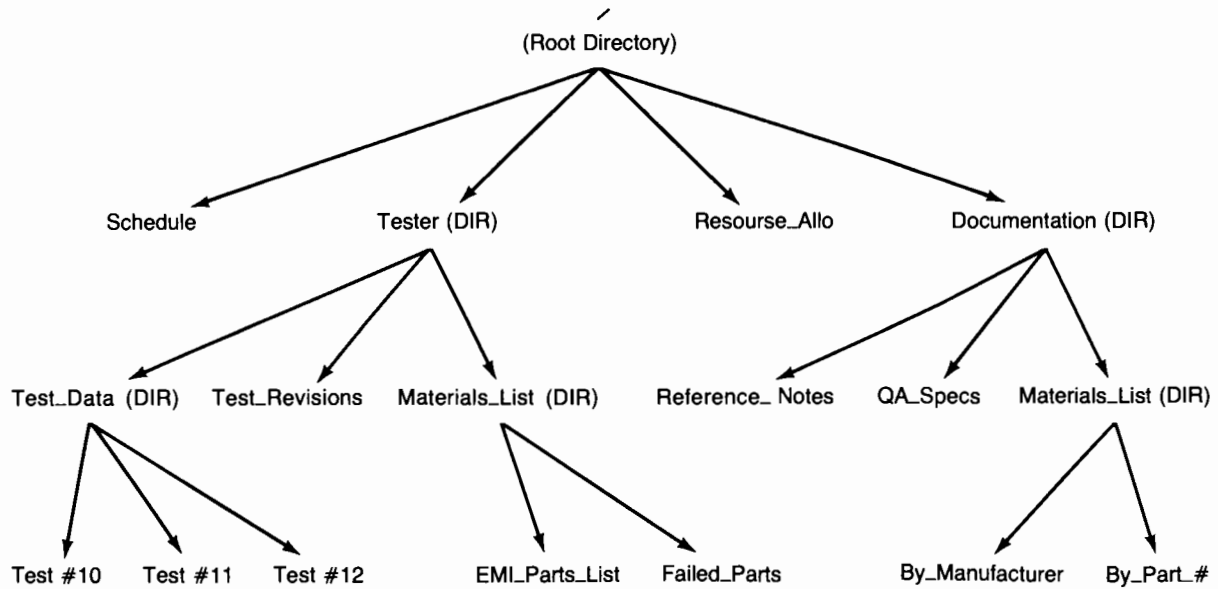 /
(Root Directory)
Schedule Tester (DIR) Resourse_Allo Documentation (DIR)
Test_Data (DIR) Test_Revisions Materials_List (DIR) Reference_ Notes QA_Specs Materials_List (DIR)
Test #10 Test #11 Test #12 EMI_Parts_List Failed_Parts By_Manufacturer By_Part_#